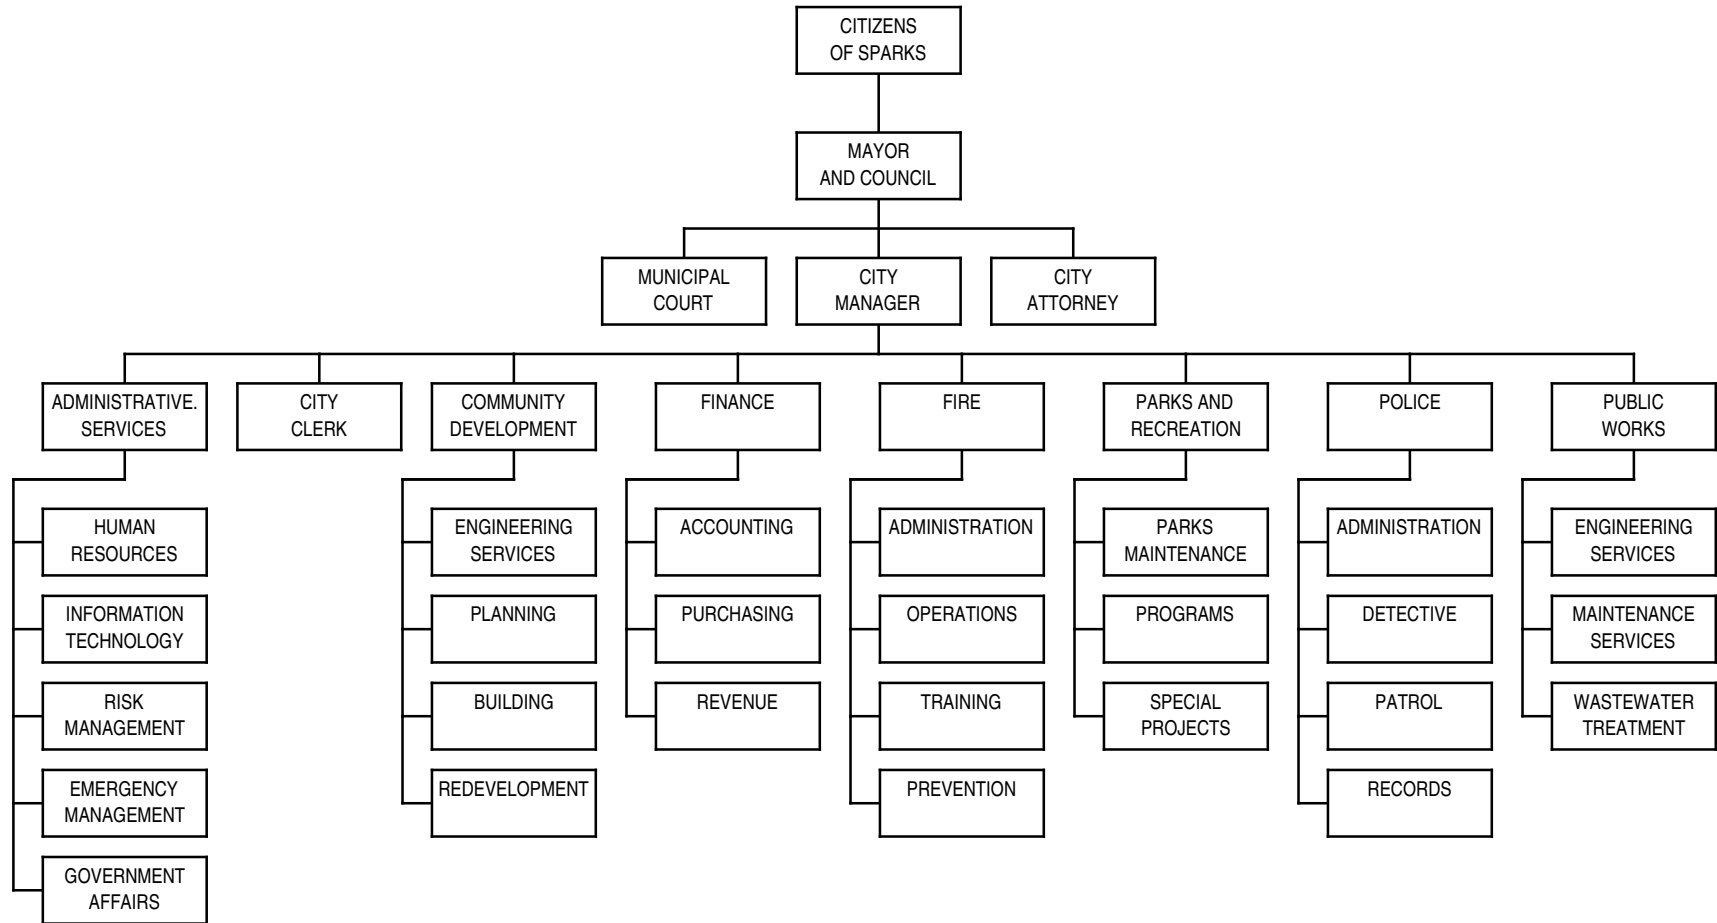 CITIZENS
OF SPARKS
MAYOR
AND COUNCIL
MUNICIPAL
COURT
CITY
MANAGER
CITY
ATTORNEY
ADMINISTRATIVE.
SERVICES
CITY
CLERK
COMMUNITY
DEVELOPMENT
FINANCE
FIRE
PARKS AND
RECREATION
POLICE
PUBLIC
WORKS
HUMAN
RESOURCES
INFORMATION
TECHNOLOGY
RISK
MANAGEMENT
EMERGENCY
MANAGEMENT
GOVERNMENT
AFFAIRS
ENGINEERING
SERVICES
PLANNING
BUILDING
REDEVELOPMENT
ACCOUNTING
PURCHASING
REVENUE
ADMINISTRATION
OPERATIONS
TRAINING
PREVENTION
PARKS
MAINTENANCE
PROGRAMS
SPECIAL
PROJECTS
ADMINISTRATION
DETECTIVE
PATROL
RECORDS
ENGINEERING
SERVICES
MAINTENANCE
SERVICES
WASTEWATER
TREATMENT